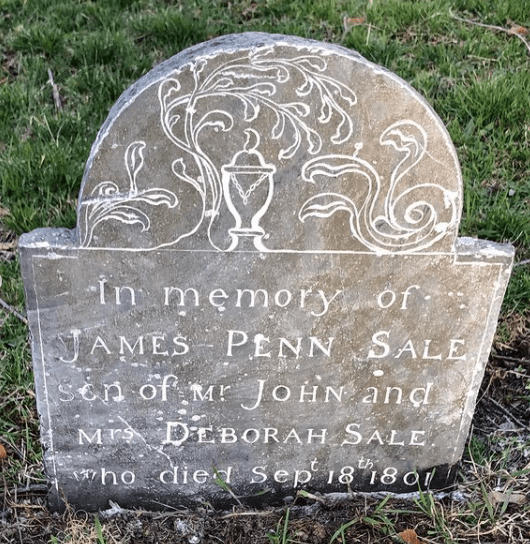 In memory of
JAMES PENN SALE
son of Mr JOHN and
Mrs DEBORAH SALE.
who died Sept 18th 1801